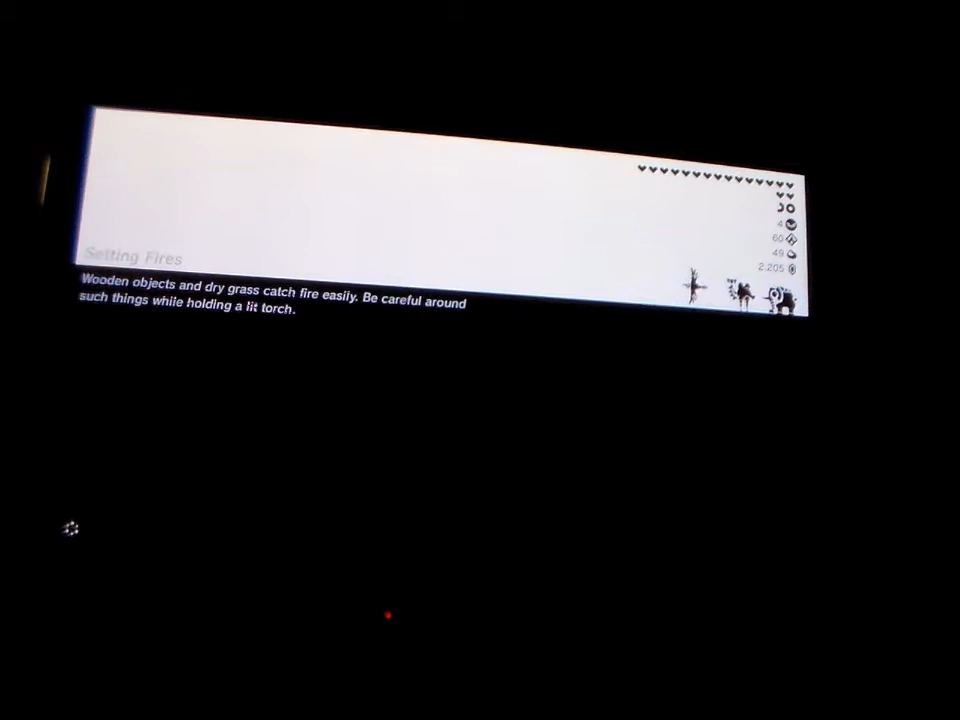 4
60
49
2,205
Setting Fires
Wooden objects and dry grass catch fire easily. Be careful around
such things while holding a lit torch.